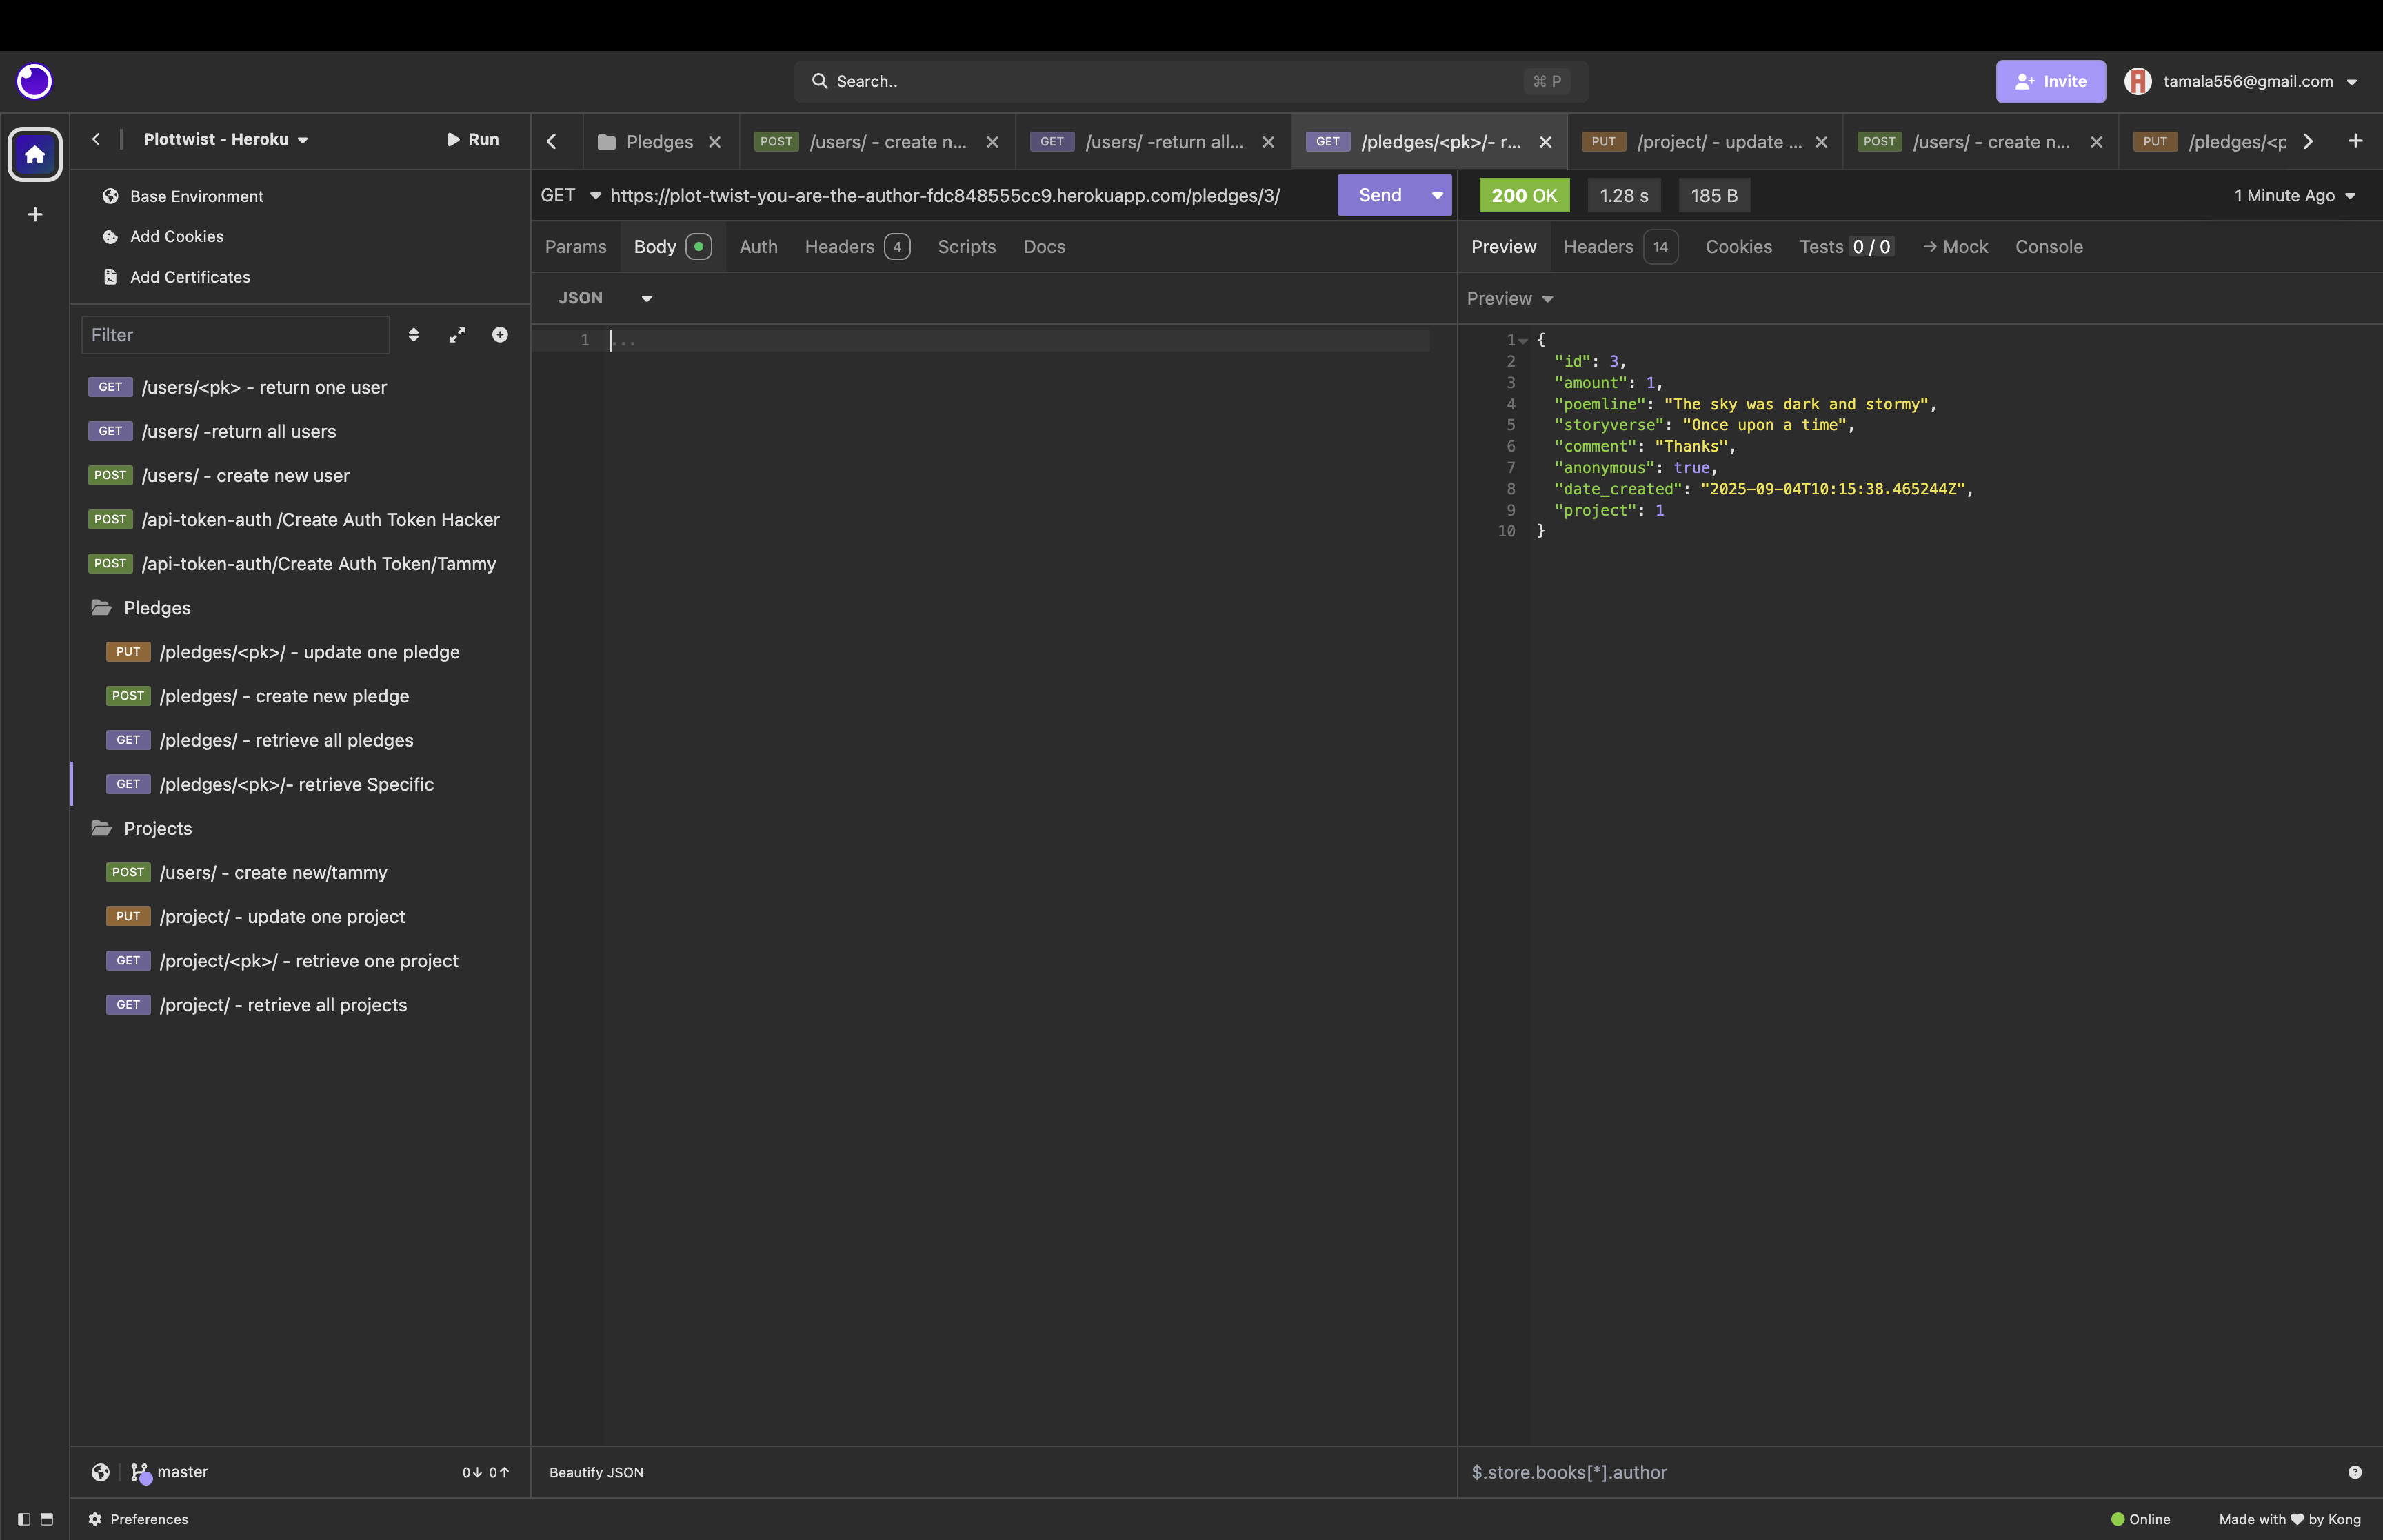 Search..
⌘ P
Invite
tamala556@gmail.com
Plottwist - Heroku
Run
Base Environment
Add Cookies
Add Certificates
Filter
GET /users/<pk> - return one user
GET /users/ -return all users
POST /users/ - create new user
POST /api-token-auth /Create Auth Token Hacker
POST /api-token-auth/Create Auth Token/Tammy
Pledges
PUT /pledges/<pk>/ - update one pledge
POST /pledges/ - create new pledge
GET /pledges/ - retrieve all pledges
GET /pledges/<pk>/- retrieve Specific
Projects
POST /users/ - create new/tammy
PUT /project/ - update one project
GET /project/<pk>/ - retrieve one project
GET /project/ - retrieve all projects
master
0↓ 0↑
Pledges
POST /users/ - create n...
GET /users/ -return all...
GET /pledges/<pk>/- r...
PUT /project/ - update ...
POST /users/ - create n...
PUT /pledges/<p
GET https://plot-twist-you-are-the-author-fdc848555cc9.herokuapp.com/pledges/3/
Send
Params Body Auth Headers 4 Scripts Docs
JSON
1 ...
Beautify JSON
200 OK 1.28 s 185 B
1 Minute Ago
Preview Headers 14 Cookies Tests 0 / 0 → Mock Console
Preview
1 {
2 "id": 3,
3 "amount": 1,
4 "poemline": "The sky was dark and stormy",
5 "storyverse": "Once upon a time",
6 "comment": "Thanks",
7 "anonymous": true,
8 "date_created": "2025-09-04T10:15:38.465244Z",
9 "project": 1
10 }
$.store.books[*].author
Preferences
Online
Made with ♥ by Kong